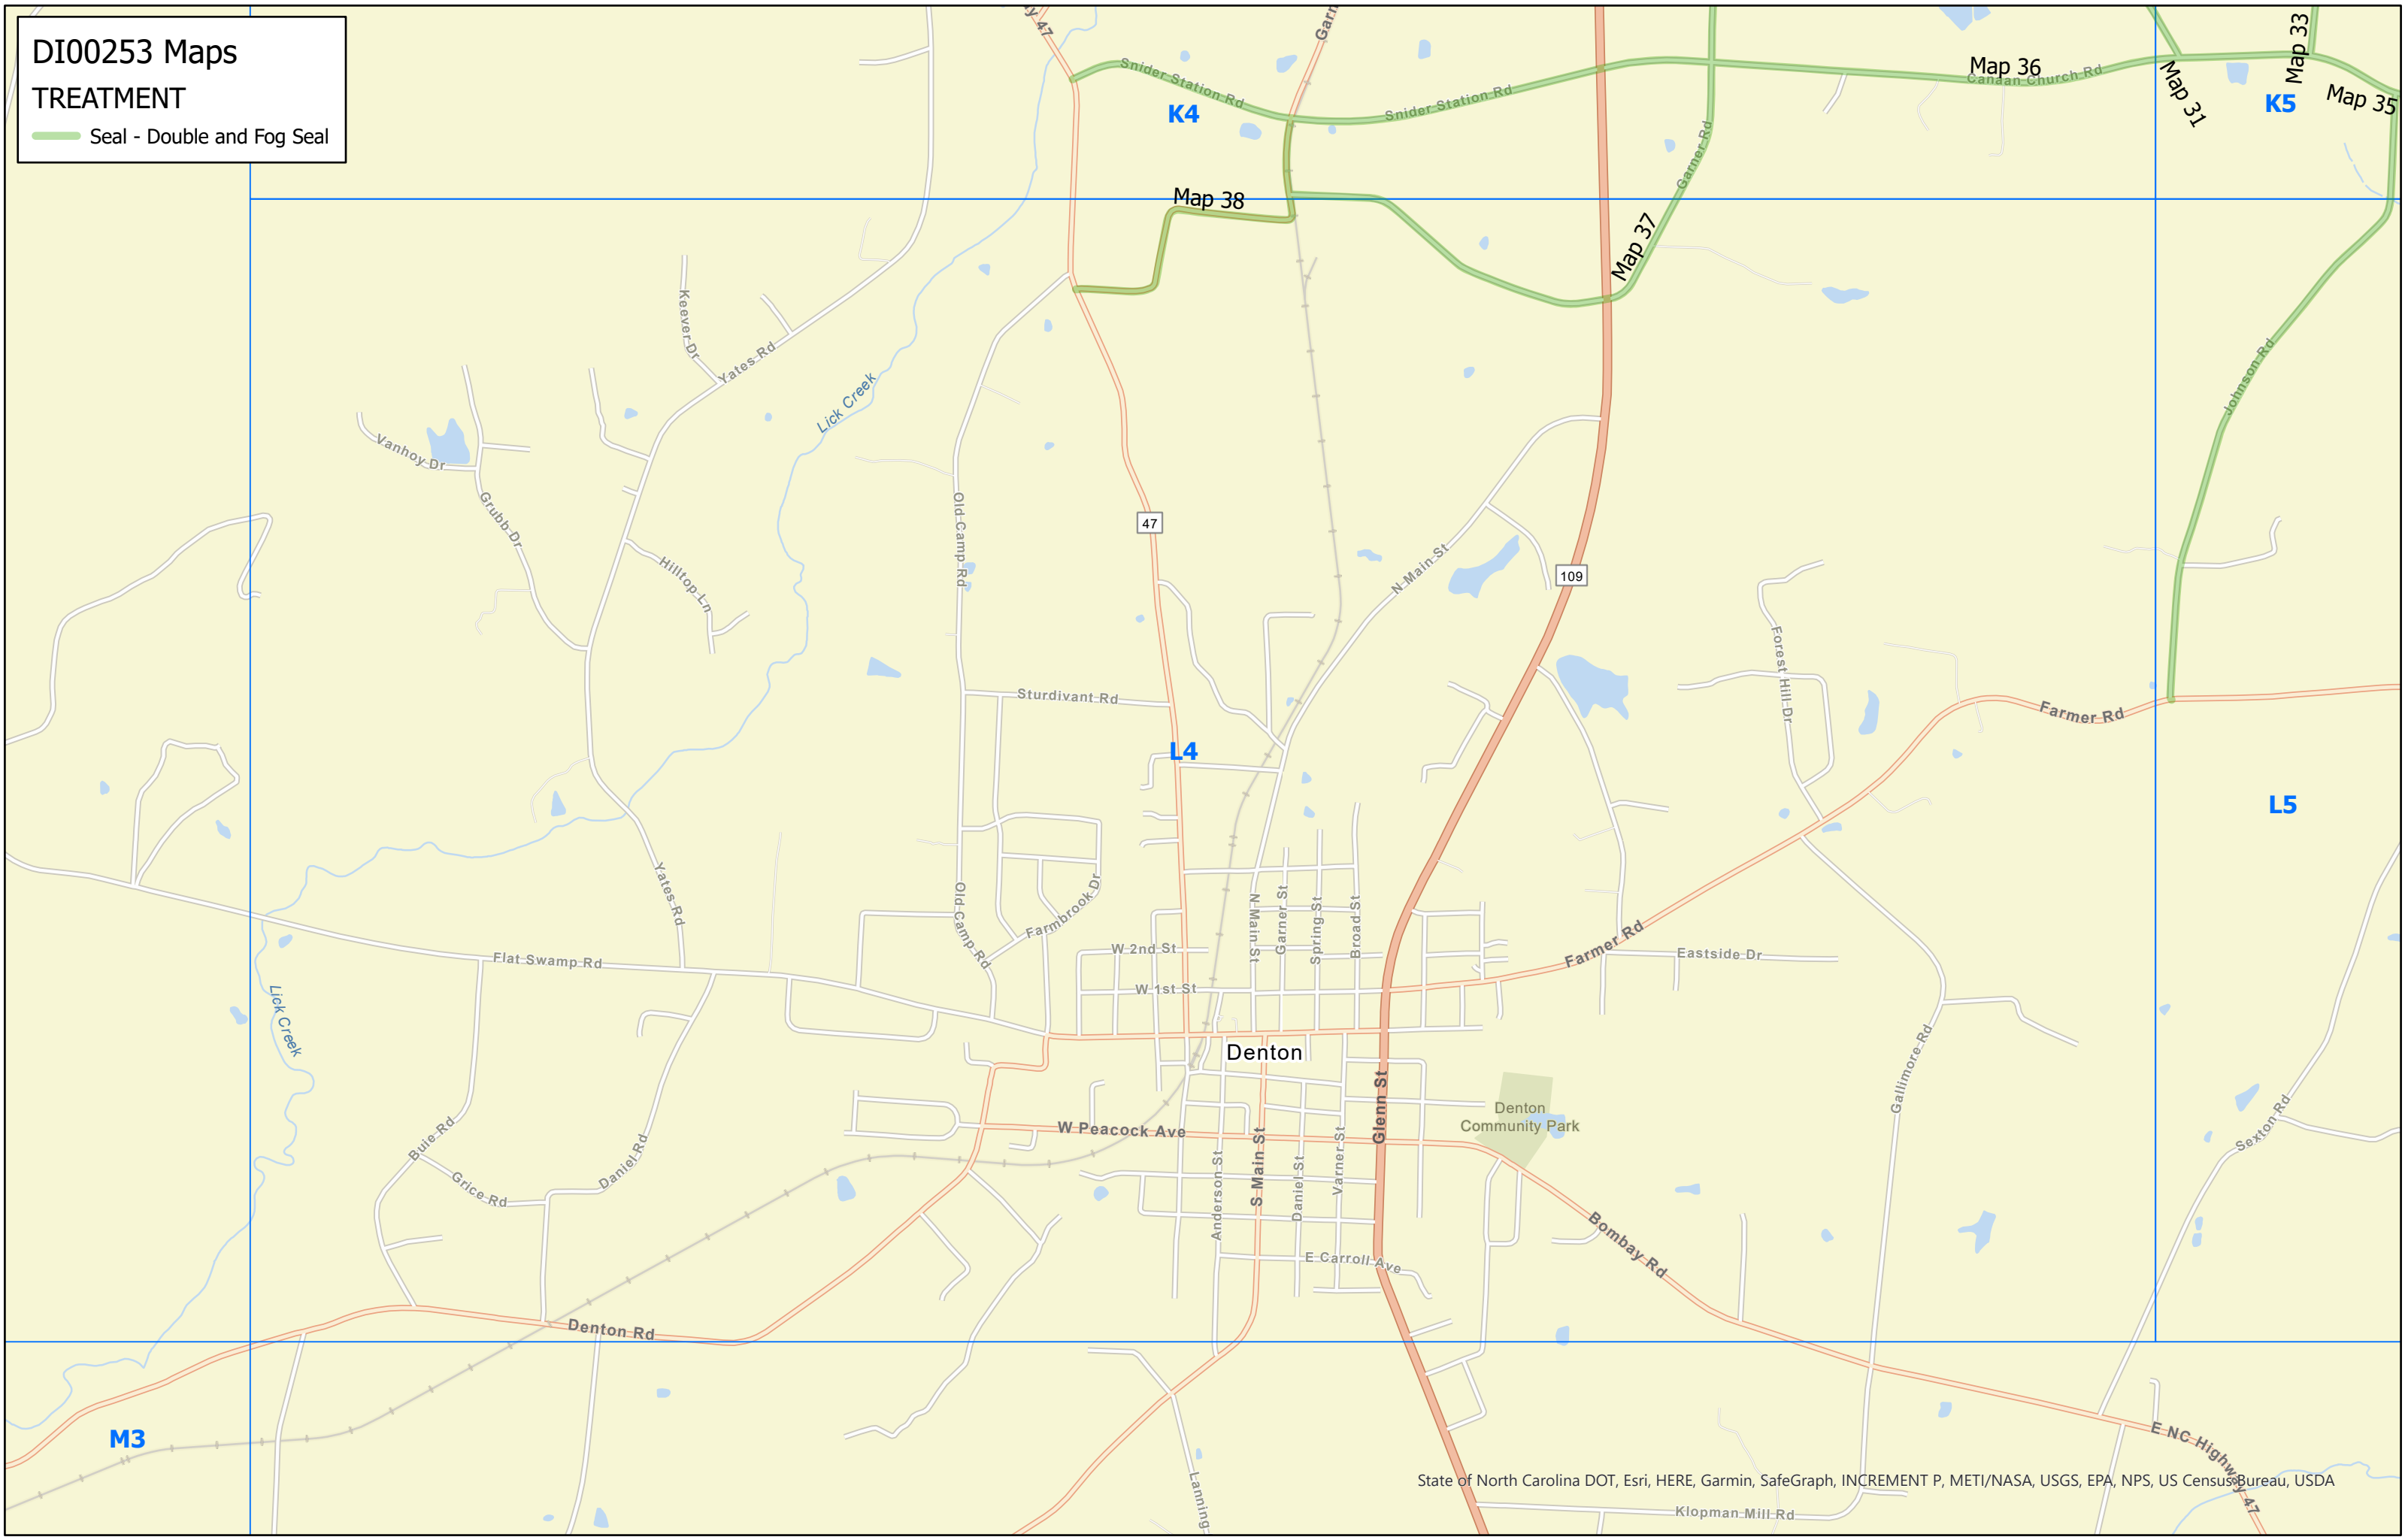 DI00253 Maps
TREATMENT
Seal - Double and Fog Seal
Snider Station Rd
K4
Snider Station Rd
Map 36
Canaan Church Rd
Map 33
Map 31
Map 35
K5
Garner Rd
Map 38
Map 37
Keever Dr
Yates Rd
Lick Creek
Johnson Rd
Vanhoy Dr
Grubb Dr
Old Camp Rd
47
109
N Main St
Hilltop Ln
Forest Hill Dr
Sturdivant Rd
Farmer Rd
L4
L5
Yates Rd
Old Camp Rd
Farmbrook Dr
N Main St
Garner St
Spring St
Broad St
W 2nd St
Farmer Rd
Eastside Dr
Flat Swamp Rd
W 1st St
Lick Creek
Denton
Glenn St
Gallimore Rd
Denton
Community Park
W Peacock Ave
Buie Rd
Grice Rd
Daniel Rd
Anderson St
S Main St
Daniel St
Varner St
Sexton Rd
Bombay Rd
E Carroll Ave
Denton Rd
M3
E NC Highway 47
Lanning
State of North Carolina DOT, Esri, HERE, Garmin, SafeGraph, INCREMENT P, METI/NASA, USGS, EPA, NPS, US Census Bureau, USDA
Klopman Mill Rd